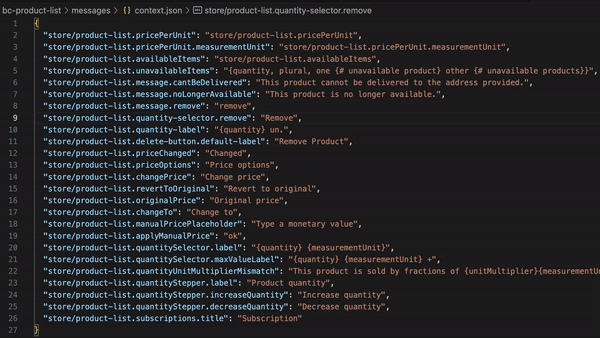 bc-product-list > messages > {} context.json > store/product-list.quantity-selector.remove
1 {
2 "store/product-list.pricePerUnit": "store/product-list.pricePerUnit",
3 "store/product-list.pricePerUnit.measurementUnit": "store/product-list.pricePerUnit.measurementUnit",
4 "store/product-list.availableItems": "store/product-list.availableItems",
5 "store/product-list.unavailableItems": "{quantity, plural, one {# unavailable product} other {# unavailable products}}",
6 "store/product-list.message.cantBeDelivered": "This product cannot be delivered to the address provided.",
7 "store/product-list.message.noLongerAvailable": "This product is no longer available.",
8 "store/product-list.message.remove": "remove",
9 "store/product-list.quantity-selector.remove": "Remove",
10 "store/product-list.quantity-label": "{quantity} un.",
11 "store/product-list.delete-button.default-label": "Remove Product",
12 "store/product-list.priceChanged": "Changed",
13 "store/product-list.priceOptions": "Price options",
14 "store/product-list.changePrice": "Change price",
15 "store/product-list.revertToOriginal": "Revert to original",
16 "store/product-list.originalPrice": "Original price",
17 "store/product-list.changeTo": "Change to",
18 "store/product-list.manualPricePlaceholder": "Type a monetary value",
19 "store/product-list.applyManualPrice": "ok",
20 "store/product-list.quantitySelector.label": "{quantity} {measurementUnit}",
21 "store/product-list.quantitySelector.maxValueLabel": "{quantity} {measurementUnit} +",
22 "store/product-list.quantityUnitMultiplierMismatch": "This product is sold by fractions of {unitMultiplier}{measurementU
23 "store/product-list.quantityStepper.label": "Product quantity",
24 "store/product-list.quantityStepper.increaseQuantity": "Increase quantity",
25 "store/product-list.quantityStepper.decreaseQuantity": "Decrease quantity",
26 "store/product-list.subscriptions.title": "Subscription"
27 }